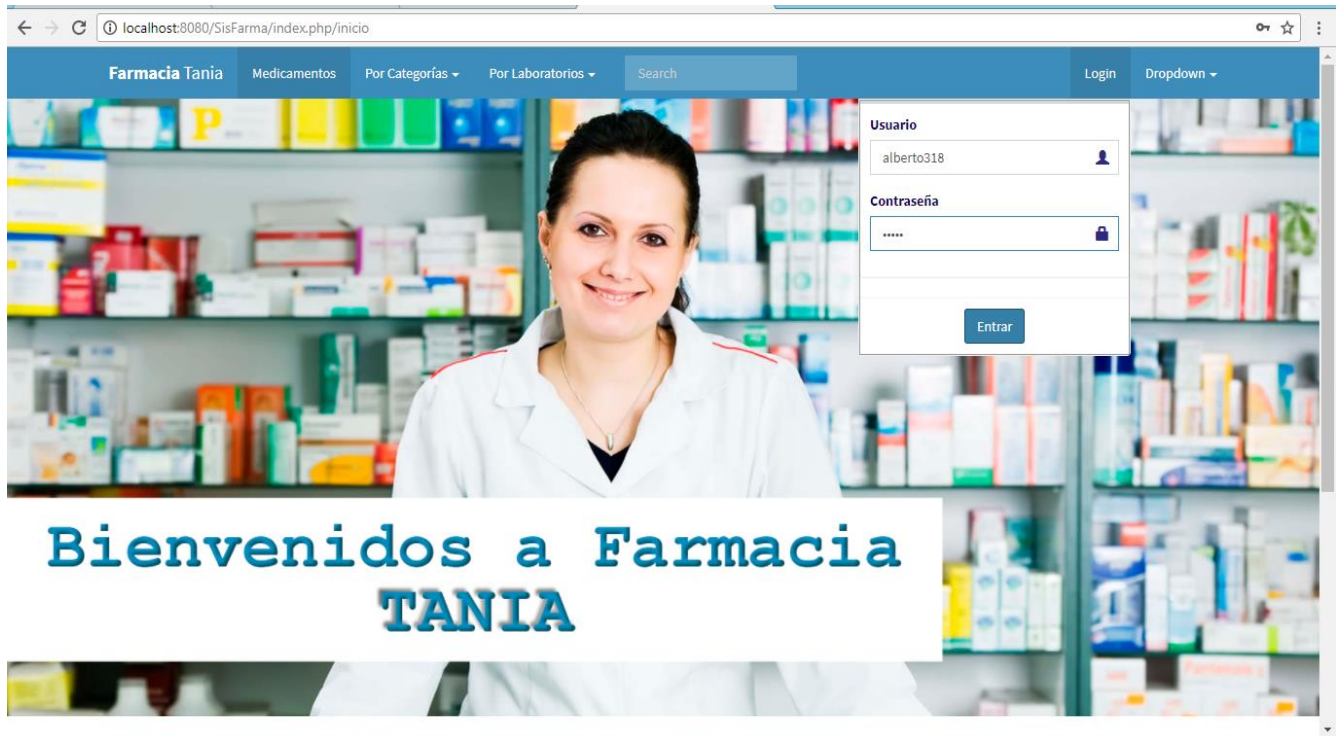 localhost:8080/SisFarma/index.php/inicio
Farmacia Tania Medicamentos Por Categorías Por Laboratorios Search Login Dropdown
Usuario
alberto318
Contraseña
•••••
Entrar
Bienvenidos a Farmacia
TANIA